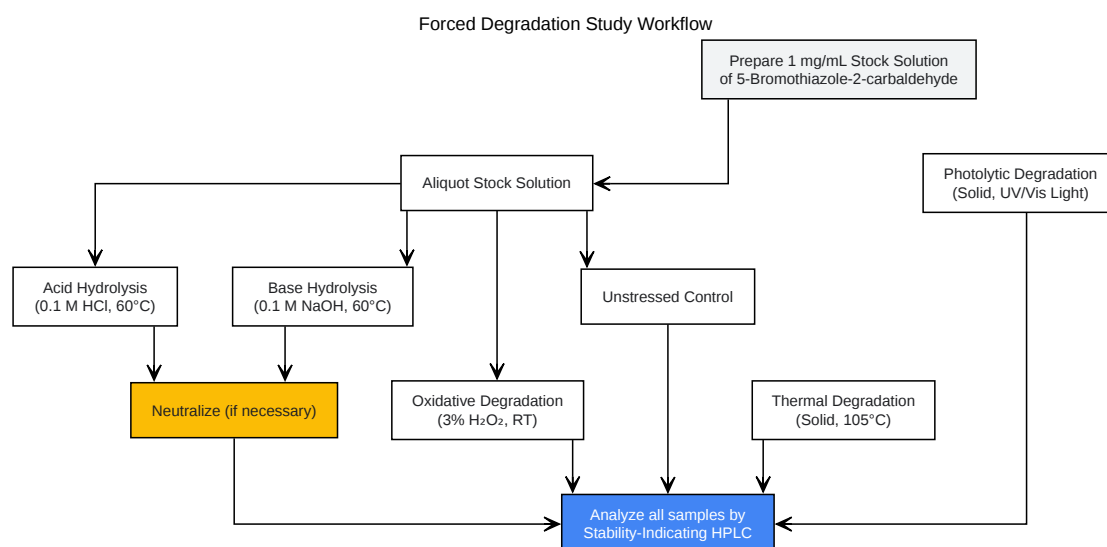 Forced Degradation Study Workflow
Prepare 1 mg/mL Stock Solution
of 5-Bromothiazole-2-carbaldehyde
Aliquot Stock Solution
Photolytic Degradation
(Solid, UV/Vis Light)
Acid Hydrolysis
(0.1 M HCl, 60°C)
Base Hydrolysis
(0.1 M NaOH, 60°C)
Unstressed Control
Neutralize (if necessary)
Oxidative Degradation
(3% H₂O₂, RT)
Thermal Degradation
(Solid, 105°C)
Analyze all samples by
Stability-Indicating HPLC